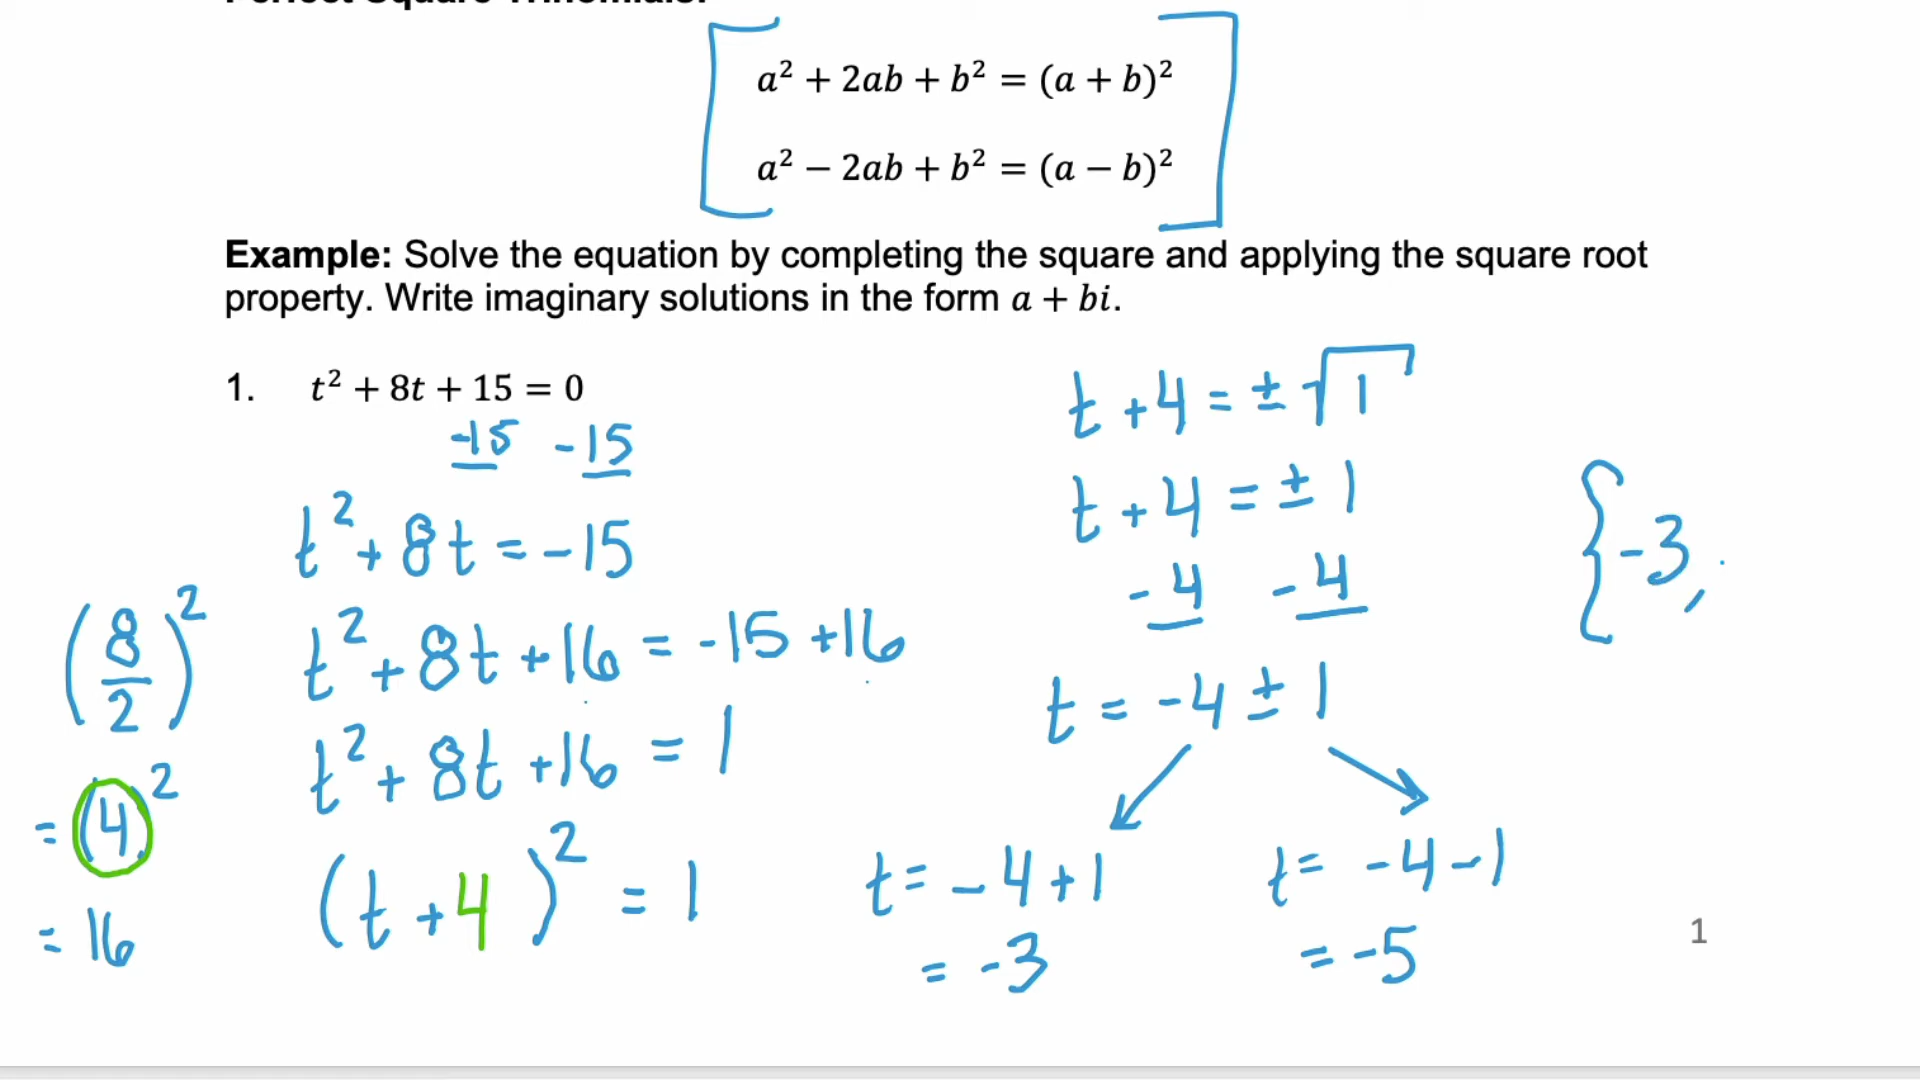 Perfect Square Trinomials:
a² + 2ab + b² = (a + b)²
a² − 2ab + b² = (a − b)²
Example: Solve the equation by completing the square and applying the square root
property. Write imaginary solutions in the form a + bi.
1. t² + 8t + 15 = 0
-15 -15
t² + 8t = -15
(8/2)²
t² + 8t + 16 = -15 + 16
t² + 8t + 16 = 1
= (4)²
(t + 4)² = 1
= 16
t + 4 = ± √1
t + 4 = ± 1
- 4 - 4
t = -4 ± 1
t = -4 + 1
= -3
t = -4 - 1
= -5
{-3,
1